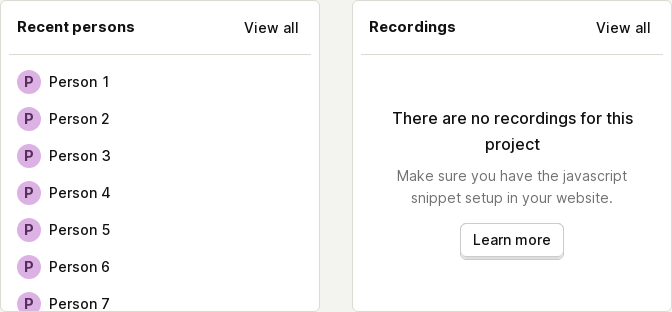 Recent persons
View all
P Person 1
P Person 2
P Person 3
P Person 4
P Person 5
P Person 6
P Person 7
Recordings
View all
There are no recordings for this
project
Make sure you have the javascript
snippet setup in your website.
Learn more